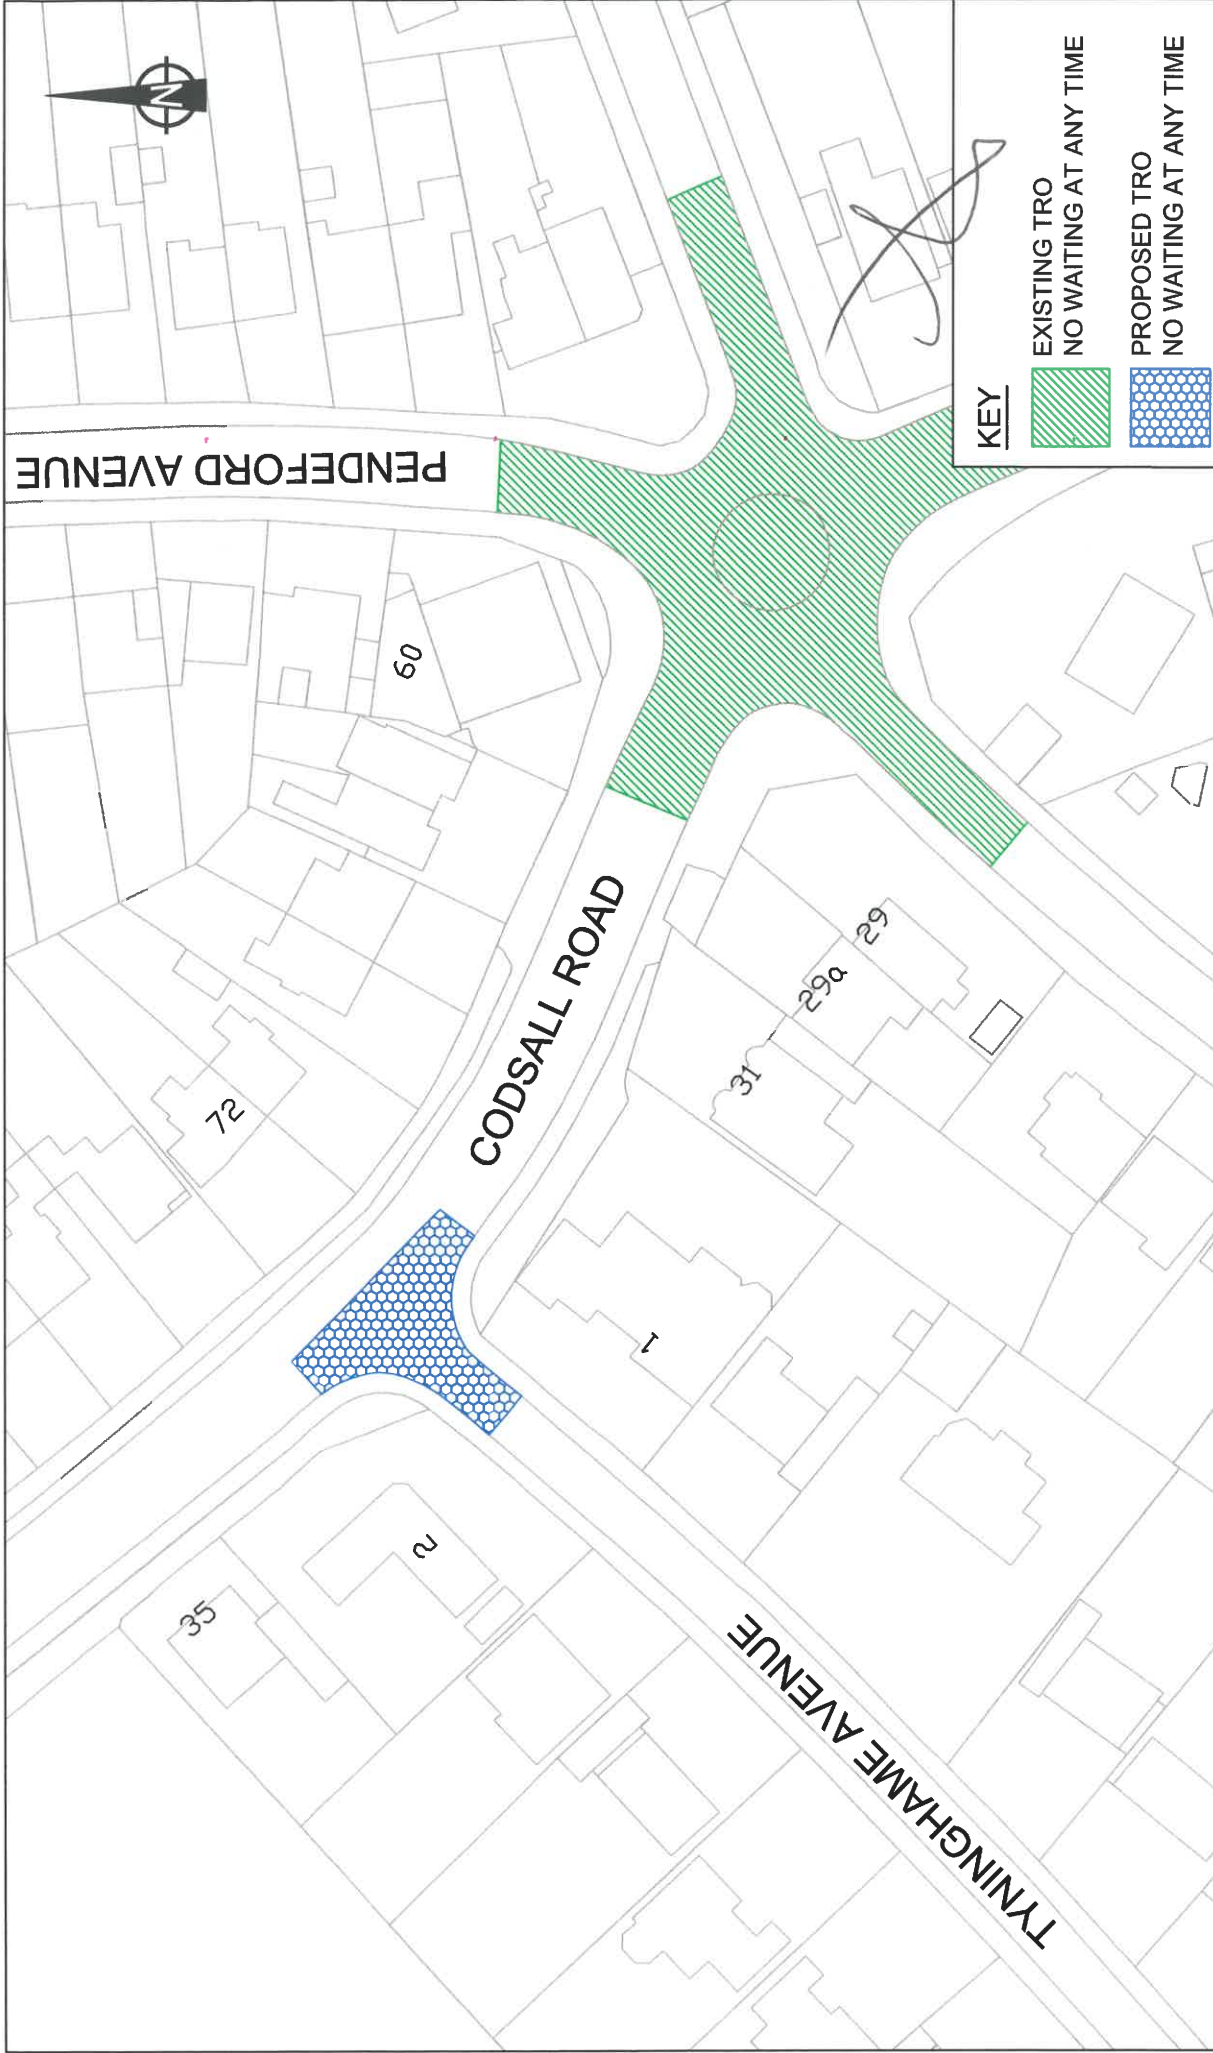 N
PENDEFORD AVENUE
60
72
CODSALL ROAD
29
29a
31
1
2
35
TYNINGHAME AVENUE
KEY
EXISTING TRO
NO WAITING AT ANY TIME
PROPOSED TRO
NO WAITING AT ANY TIME